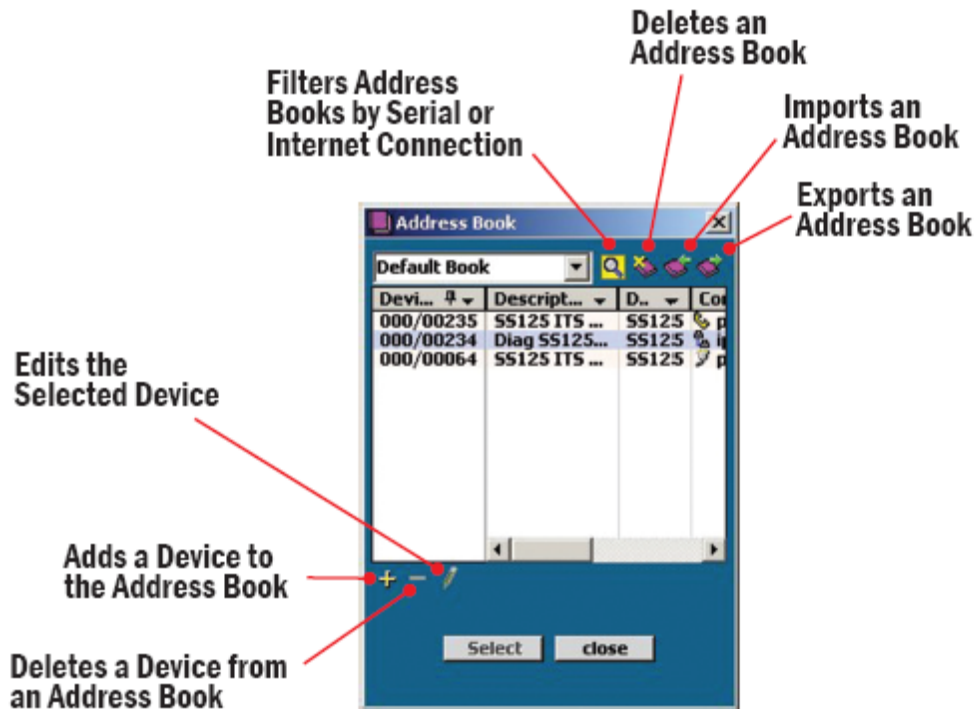 Deletes an
Address Book
Filters Address
Books by Serial or
Internet Connection
Imports an
Address Book
Exports an
Address Book
Address Book
Default Book
Devi... Descript... D.. Co
000/00235 SS125 ITS ... SS125 p
000/00234 Diag SS125... SS125 ip
000/00064 SS125 ITS ... SS125 p
Edits the
Selected Device
Adds a Device to
the Address Book
Select close
Deletes a Device from
an Address Book